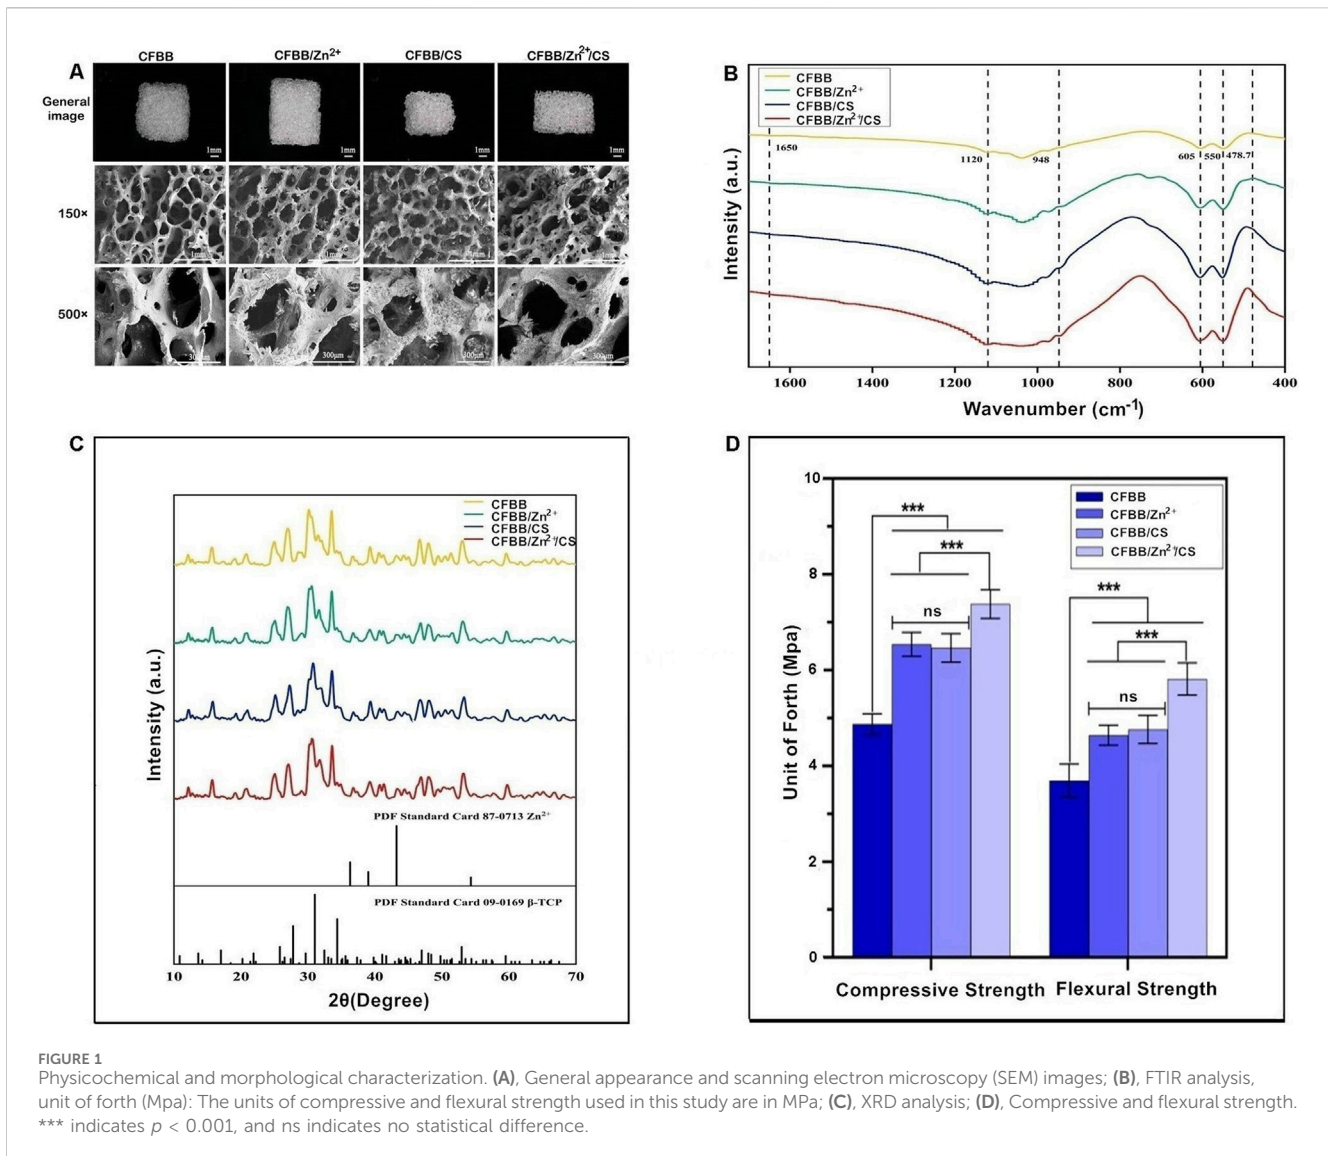 A
CFBB
CFBB/Zn2+
CFBB/CS
CFBB/Zn2+/CS
General image
1mm
1mm
1mm
1mm
150×
1mm
1mm
1mm
1mm
500×
300μm
300μm
300μm
300μm
B
CFBB
CFBB/Zn2+
CFBB/CS
CFBB/Zn2+/CS
1650
1120
948
605
550
478.7
Intensity (a.u.)
1600
1400
1200
1000
800
600
400
Wavenumber (cm-1)
C
CFBB
CFBB/Zn2+
CFBB/CS
CFBB/Zn2+/CS
Intensity (a.u.)
PDF Standard Card 87-0713 Zn2+
PDF Standard Card 09-0169 β-TCP
10
20
30
40
50
60
70
2θ(Degree)
D
CFBB
CFBB/Zn2+
CFBB/CS
CFBB/Zn2+/CS
Unit of Forth (Mpa)
10
8
6
4
2
0
***
***
ns
***
***
ns
Compressive Strength
Flexural Strength
FIGURE 1
Physicochemical and morphological characterization. (A), General appearance and scanning electron microscopy (SEM) images; (B), FTIR analysis,
unit of forth (Mpa): The units of compressive and flexural strength used in this study are in MPa; (C), XRD analysis; (D), Compressive and flexural strength.
*** indicates p < 0.001, and ns indicates no statistical difference.